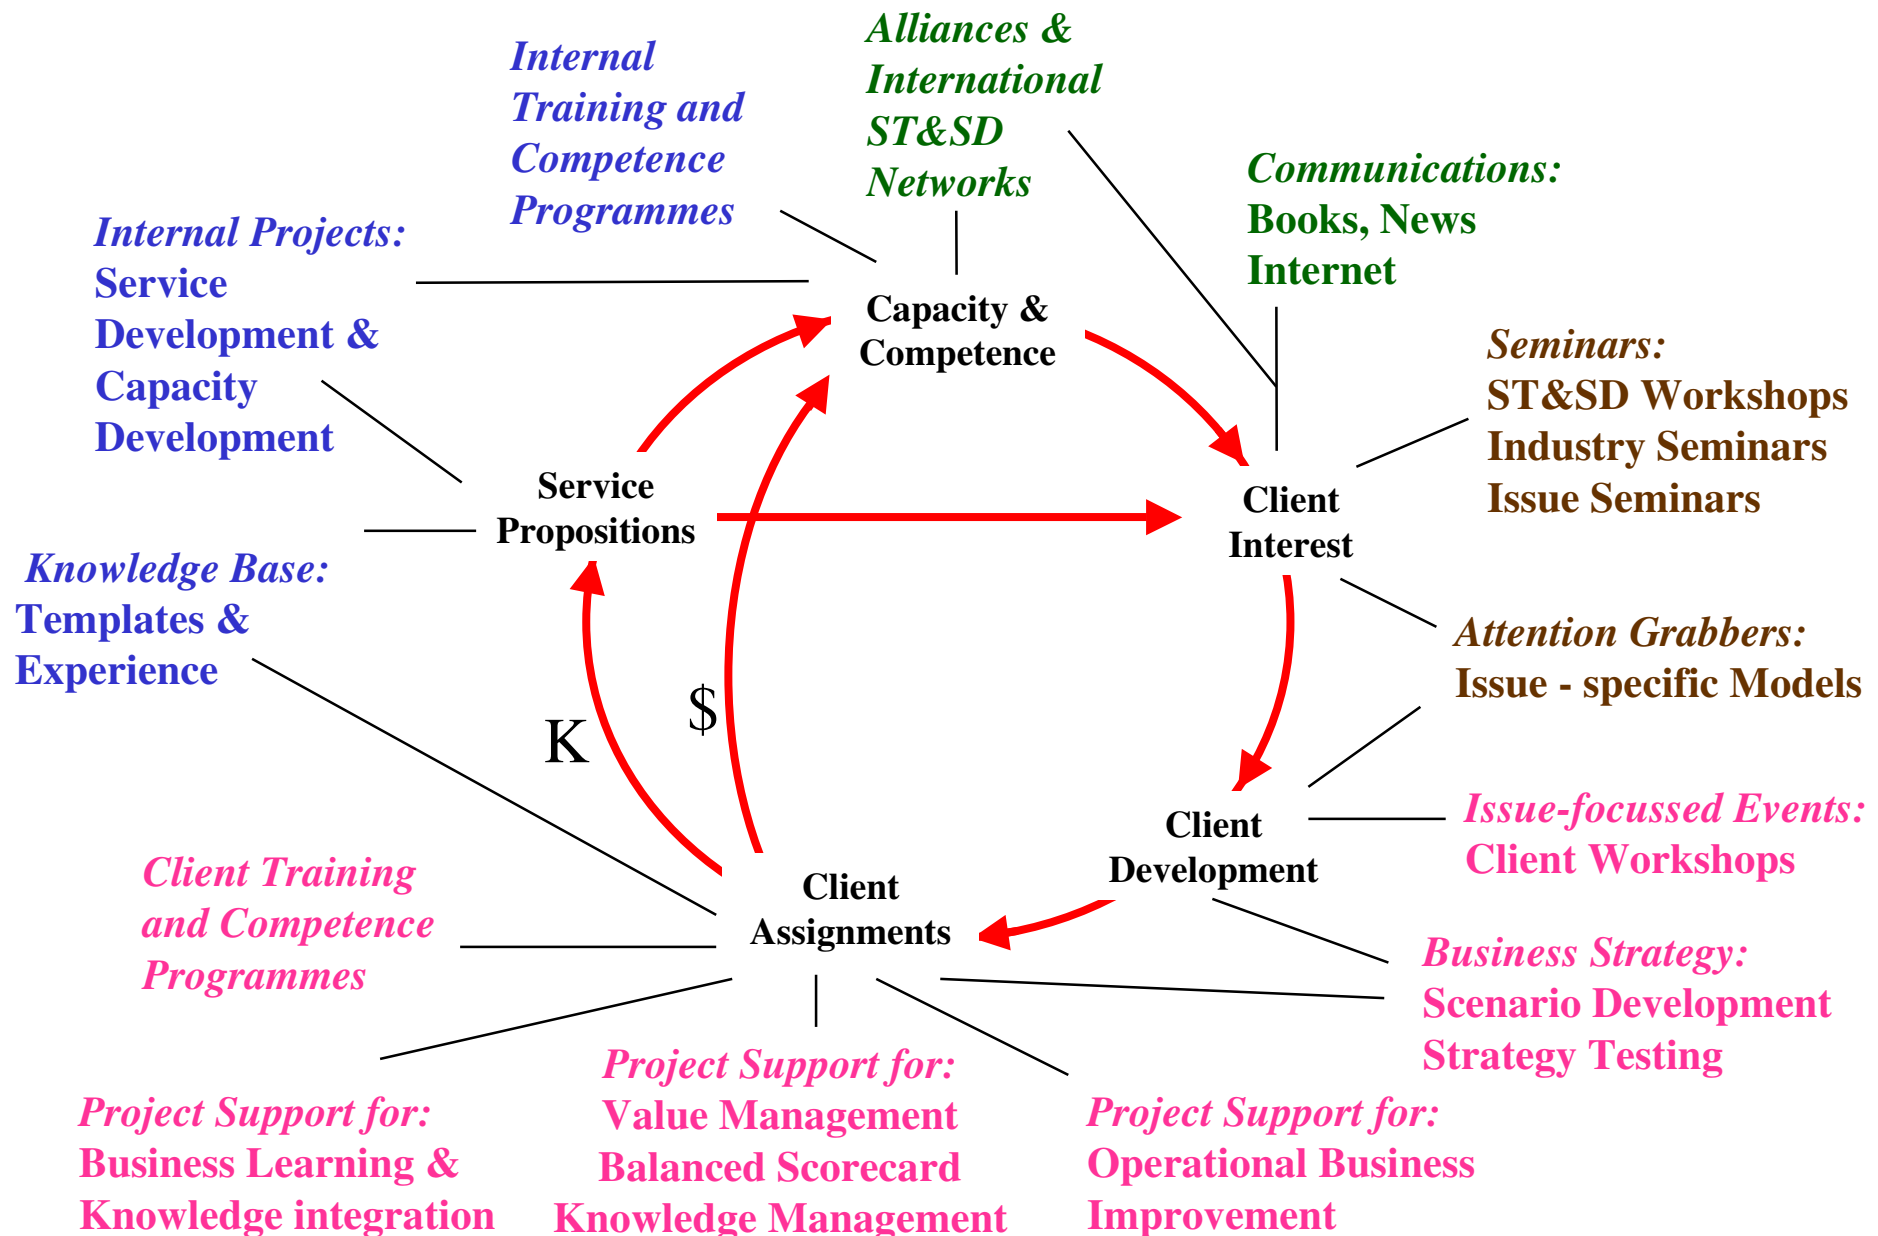 Internal
Training and
Competence
Programmes
Alliances &
International
ST&SD
Networks
Communications:
Books, News
Internet
Internal Projects:
Service
Development &
Capacity
Development
Capacity &
Competence
Seminars:
ST&SD Workshops
Industry Seminars
Issue Seminars
Service
Propositions
Client
Interest
Knowledge Base:
Templates &
Experience
Attention Grabbers:
Issue - specific Models
K
$
Client
Development
Issue-focussed Events:
Client Workshops
Client Training
and Competence
Programmes
Client
Assignments
Business Strategy:
Scenario Development
Strategy Testing
Project Support for:
Business Learning &
Knowledge integration
Project Support for:
Value Management
Balanced Scorecard
Knowledge Management
Project Support for:
Operational Business
Improvement